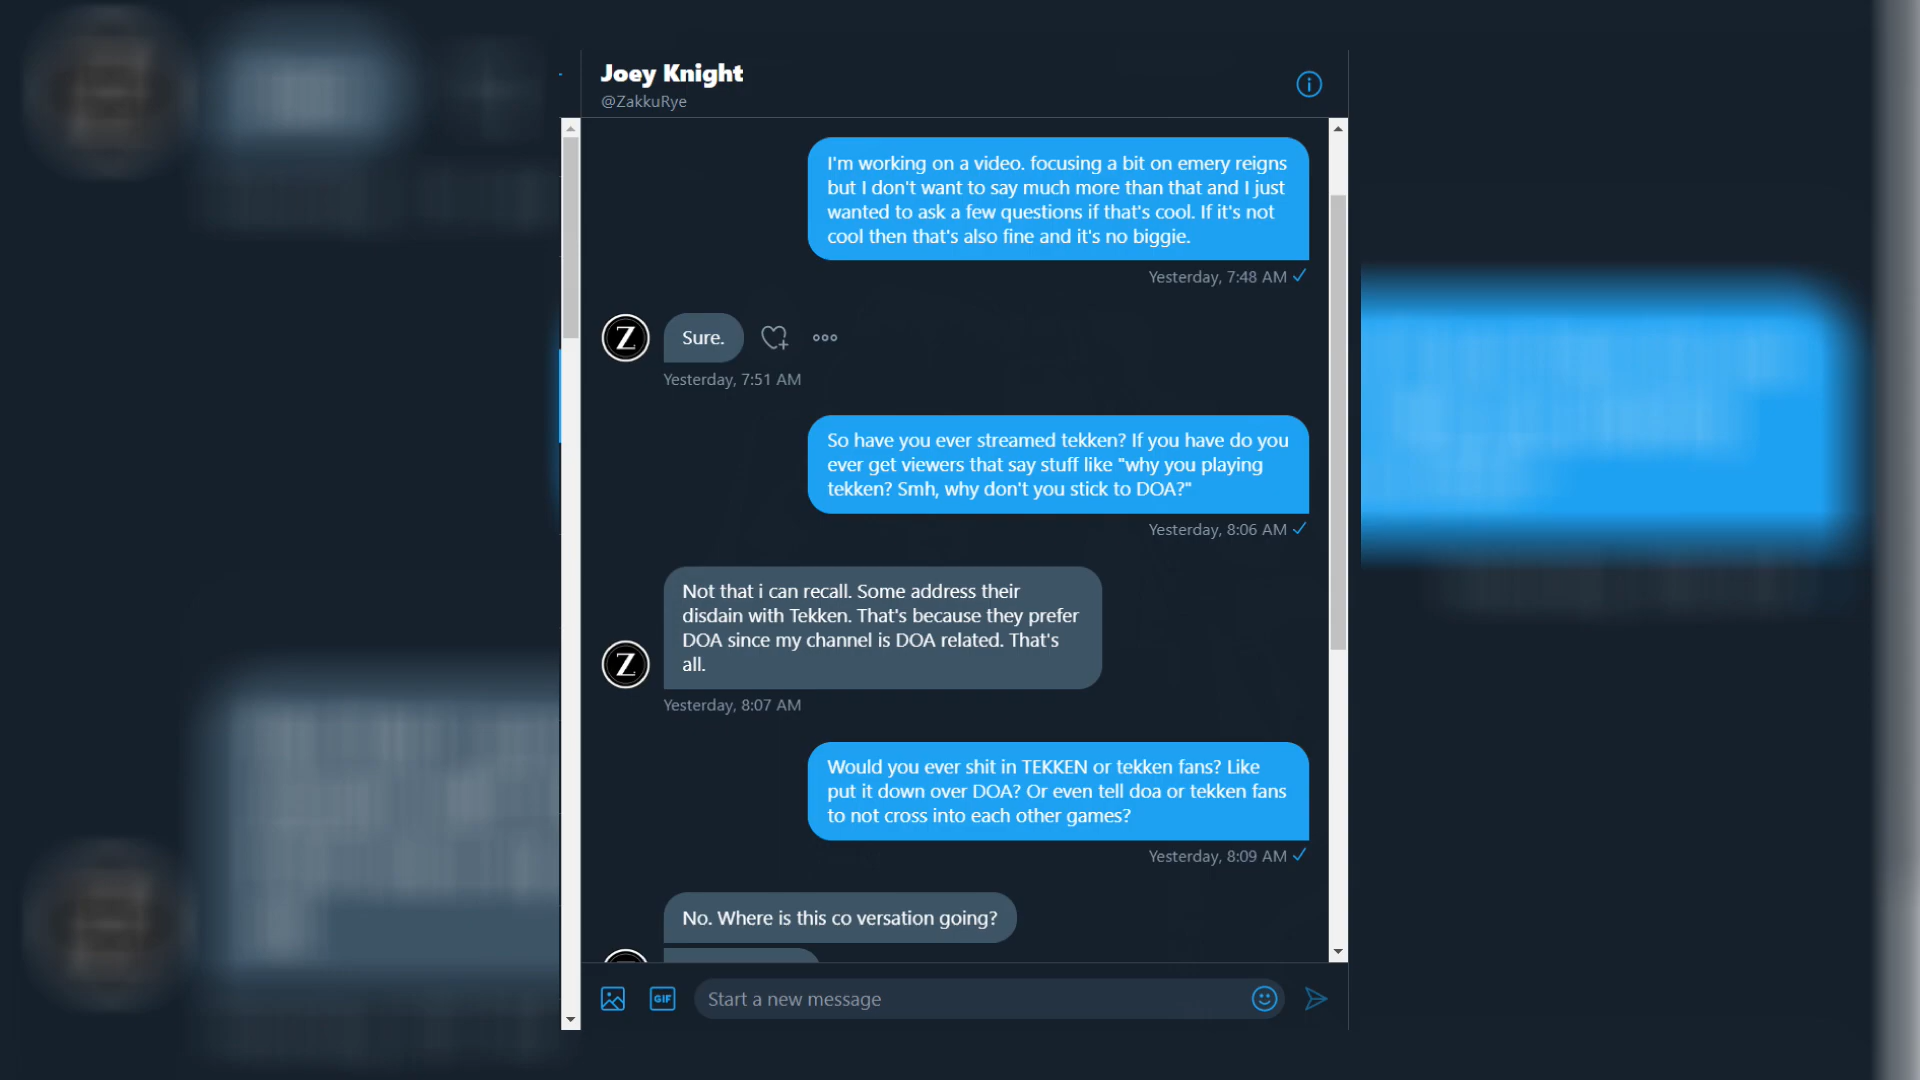 Joey Knight
@ZakkuRye
I'm working on a video. focusing a bit on emery reigns
but I don't want to say much more than that and I just
wanted to ask a few questions if that's cool. If it's not
cool then that's also fine and it's no biggie.
Yesterday, 7:48 AM
Z
Sure.
Yesterday, 7:51 AM
So have you ever streamed tekken? If you have do you
ever get viewers that say stuff like "why you playing
tekken? Smh, why don't you stick to DOA?"
Yesterday, 8:06 AM
Not that i can recall. Some address their
disdain with Tekken. That's because they prefer
DOA since my channel is DOA related. That's
all.
Z
Yesterday, 8:07 AM
Would you ever shit in TEKKEN or tekken fans? Like
put it down over DOA? Or even tell doa or tekken fans
to not cross into each other games?
Yesterday, 8:09 AM
No. Where is this co versation going?
GIF
Start a new message